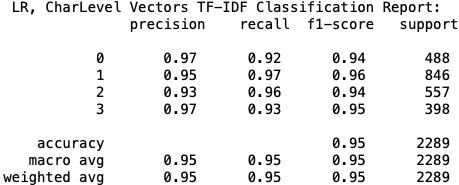 LR, CharLevel Vectors TF-IDF Classification Report:
precision recall f1-score support
0 0.97 0.92 0.94 488
1 0.95 0.97 0.96 846
2 0.93 0.96 0.94 557
3 0.97 0.93 0.95 398
accuracy 0.95 2289
macro avg 0.95 0.95 0.95 2289
weighted avg 0.95 0.95 0.95 2289